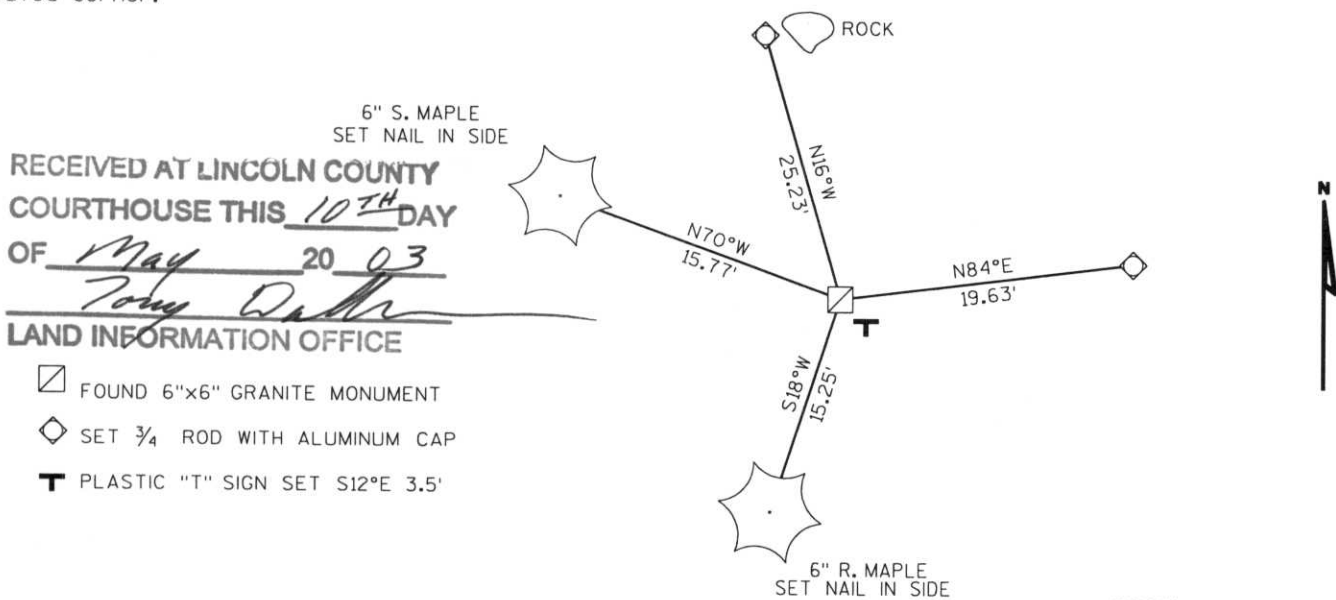 ROCK
6" S. MAPLE
SET NAIL IN SIDE
RECEIVED AT LINCOLN COUNTY
COURTHOUSE THIS 10TH DAY
OF May 20 03
Tony
LAND INFORMATION OFFICE
N16°W
25.23'
N70°W
15.77'
N84°E
19.63'
S18°W
15.25'
N
T
FOUND 6"x6" GRANITE MONUMENT
SET ¾ ROD WITH ALUMINUM CAP
T PLASTIC "T" SIGN SET S12°E 3.5'
6" R. MAPLE
SET NAIL IN SIDE